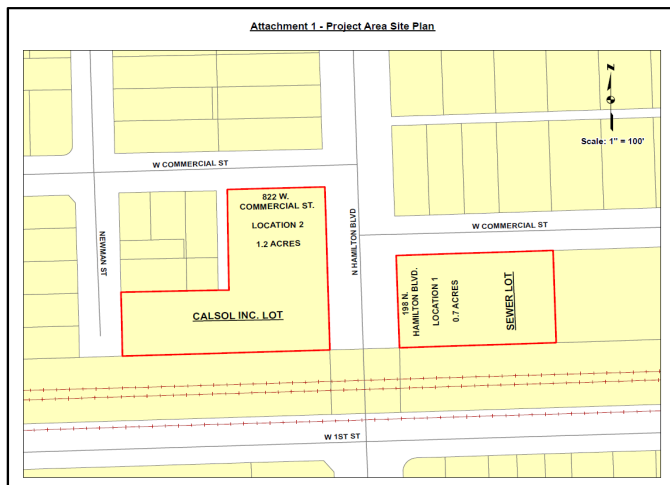 Attachment 1 - Project Area Site Plan
Z
Scale: 1" = 100'
W COMMERCIAL ST
822 W.
COMMERCIAL ST.
LOCATION 2
1.2 ACRES
NEWMAN ST
N HAMILTON BLVD
W COMMERCIAL ST
198 N.
HAMILTON BLVD.
LOCATION 1
0.7 ACRES
SEWER LOT
CALSOL INC. LOT
W 1ST ST